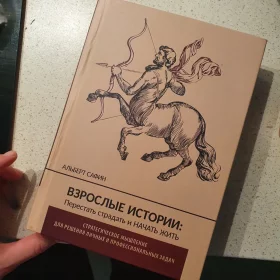 АЛЬБЕРТ САФИН
ВЗРОСЛЫЕ ИСТОРИИ:
Перестать страдать и НАЧАТЬ ЖИТЬ
СТРАТЕГИЧЕСКОЕ МЫШЛЕНИЕ
ДЛЯ РЕШЕНИЯ ЛИЧНЫХ И ПРОФЕССИОНАЛЬНЫХ ЗАДАЧ